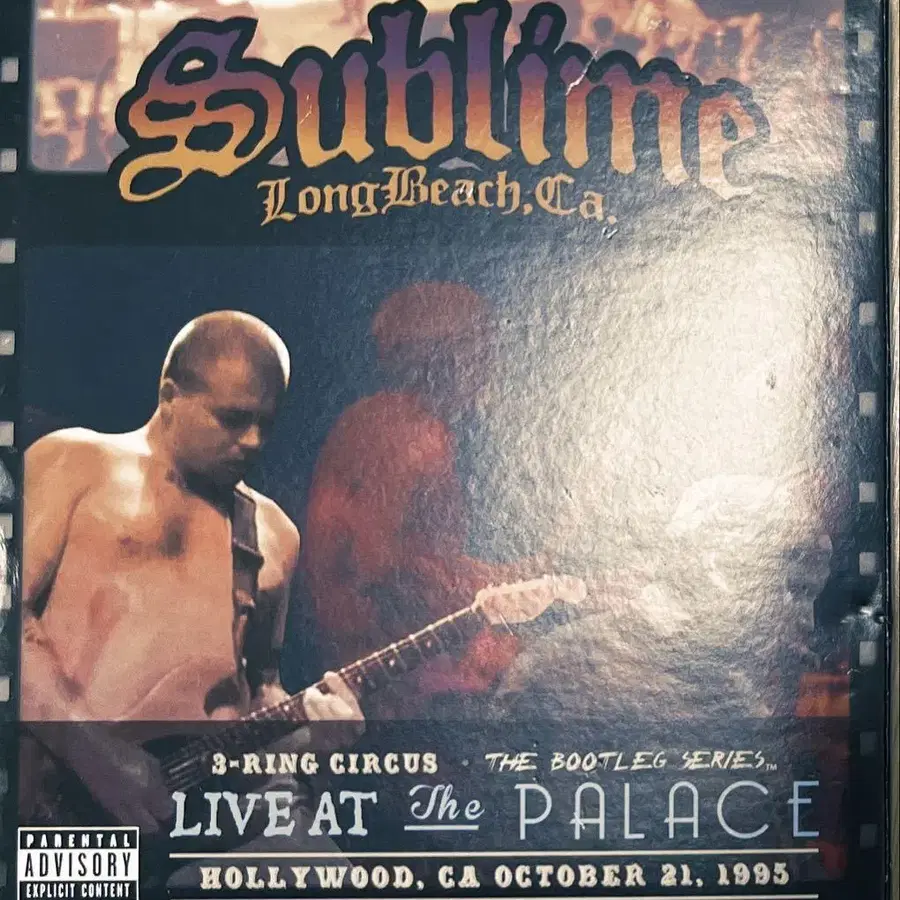 Sublime
Long Beach, Ca.
3-RING CIRCUS • THE BOOTLEG SERIES™
LIVE AT The PALACE
HOLLYWOOD, CA OCTOBER 21, 1995
PARENTAL
ADVISORY
EXPLICIT CONTENT